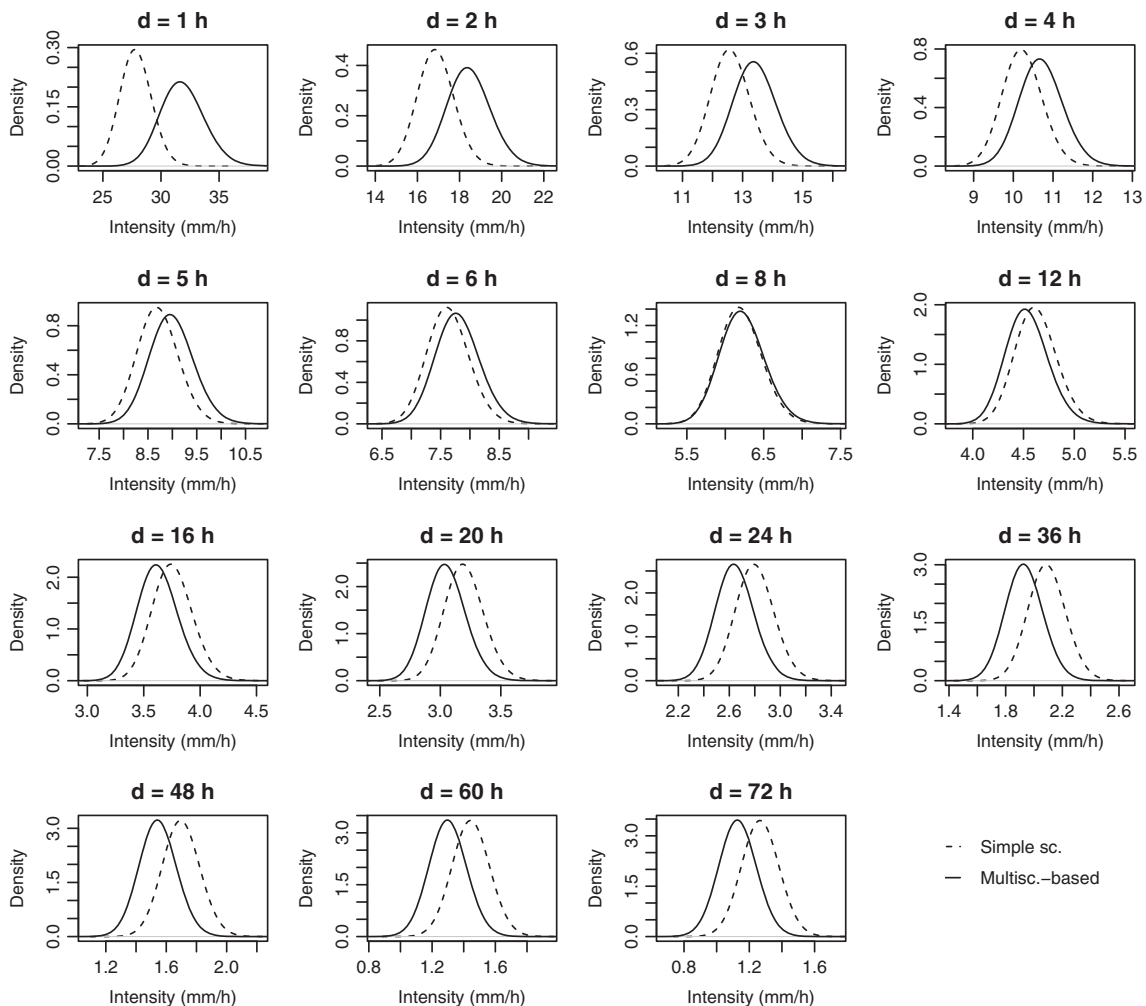 d = 1 h
d = 2 h
d = 3 h
d = 4 h
Density
0.00 0.15 0.30
25 30 35
Intensity (mm/h)
Density
0.0 0.2 0.4
14 16 18 20 22
Intensity (mm/h)
Density
0.0 0.3 0.6
11 13 15
Intensity (mm/h)
Density
0.0 0.4 0.8
9 10 11 12 13
Intensity (mm/h)
d = 5 h
d = 6 h
d = 8 h
d = 12 h
Density
0.0 0.4 0.8
7.5 8.5 9.5 10.5
Intensity (mm/h)
Density
0.0 0.4 0.8
6.5 7.5 8.5
Intensity (mm/h)
Density
0.0 0.6 1.2
5.5 6.5 7.5
Intensity (mm/h)
Density
0.0 1.0 2.0
4.0 4.5 5.0 5.5
Intensity (mm/h)
d = 16 h
d = 20 h
d = 24 h
d = 36 h
Density
0.0 1.0 2.0
3.0 3.5 4.0 4.5
Intensity (mm/h)
Density
0.0 1.0 2.0
2.5 3.0 3.5
Intensity (mm/h)
Density
0.0 1.0 2.0
2.2 2.6 3.0 3.4
Intensity (mm/h)
Density
0.0 1.5 3.0
1.4 1.8 2.2 2.6
Intensity (mm/h)
d = 48 h
d = 60 h
d = 72 h
Density
0.0 1.5 3.0
1.2 1.6 2.0
Intensity (mm/h)
Density
0.0 1.5 3.0
0.8 1.2 1.6
Intensity (mm/h)
Density
0.0 1.5 3.0
0.8 1.2 1.6
Intensity (mm/h)
Simple sc.
Multisc.-based